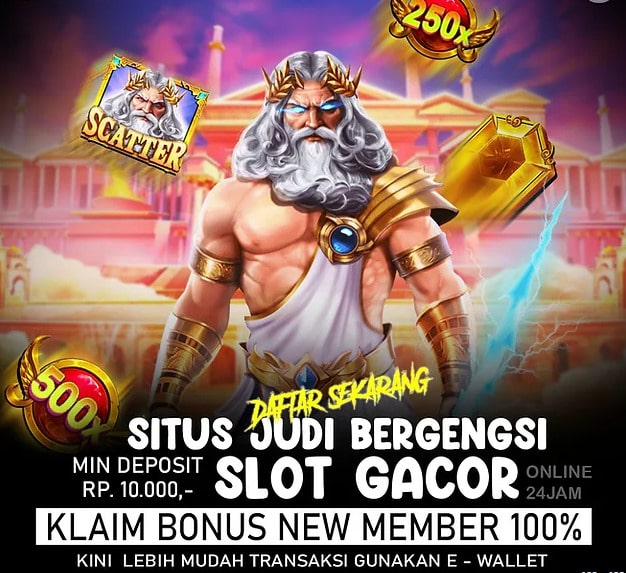 250x
SCATTER
500x
DAFTAR SEKARANG
SITUS JUDI BERGENGSI
MIN DEPOSIT
RP. 10.000,-
SLOT GACOR
ONLINE
24JAM
KLAIM BONUS NEW MEMBER 100%
KINI LEBIH MUDAH TRANSAKSI GUNAKAN E - WALLET